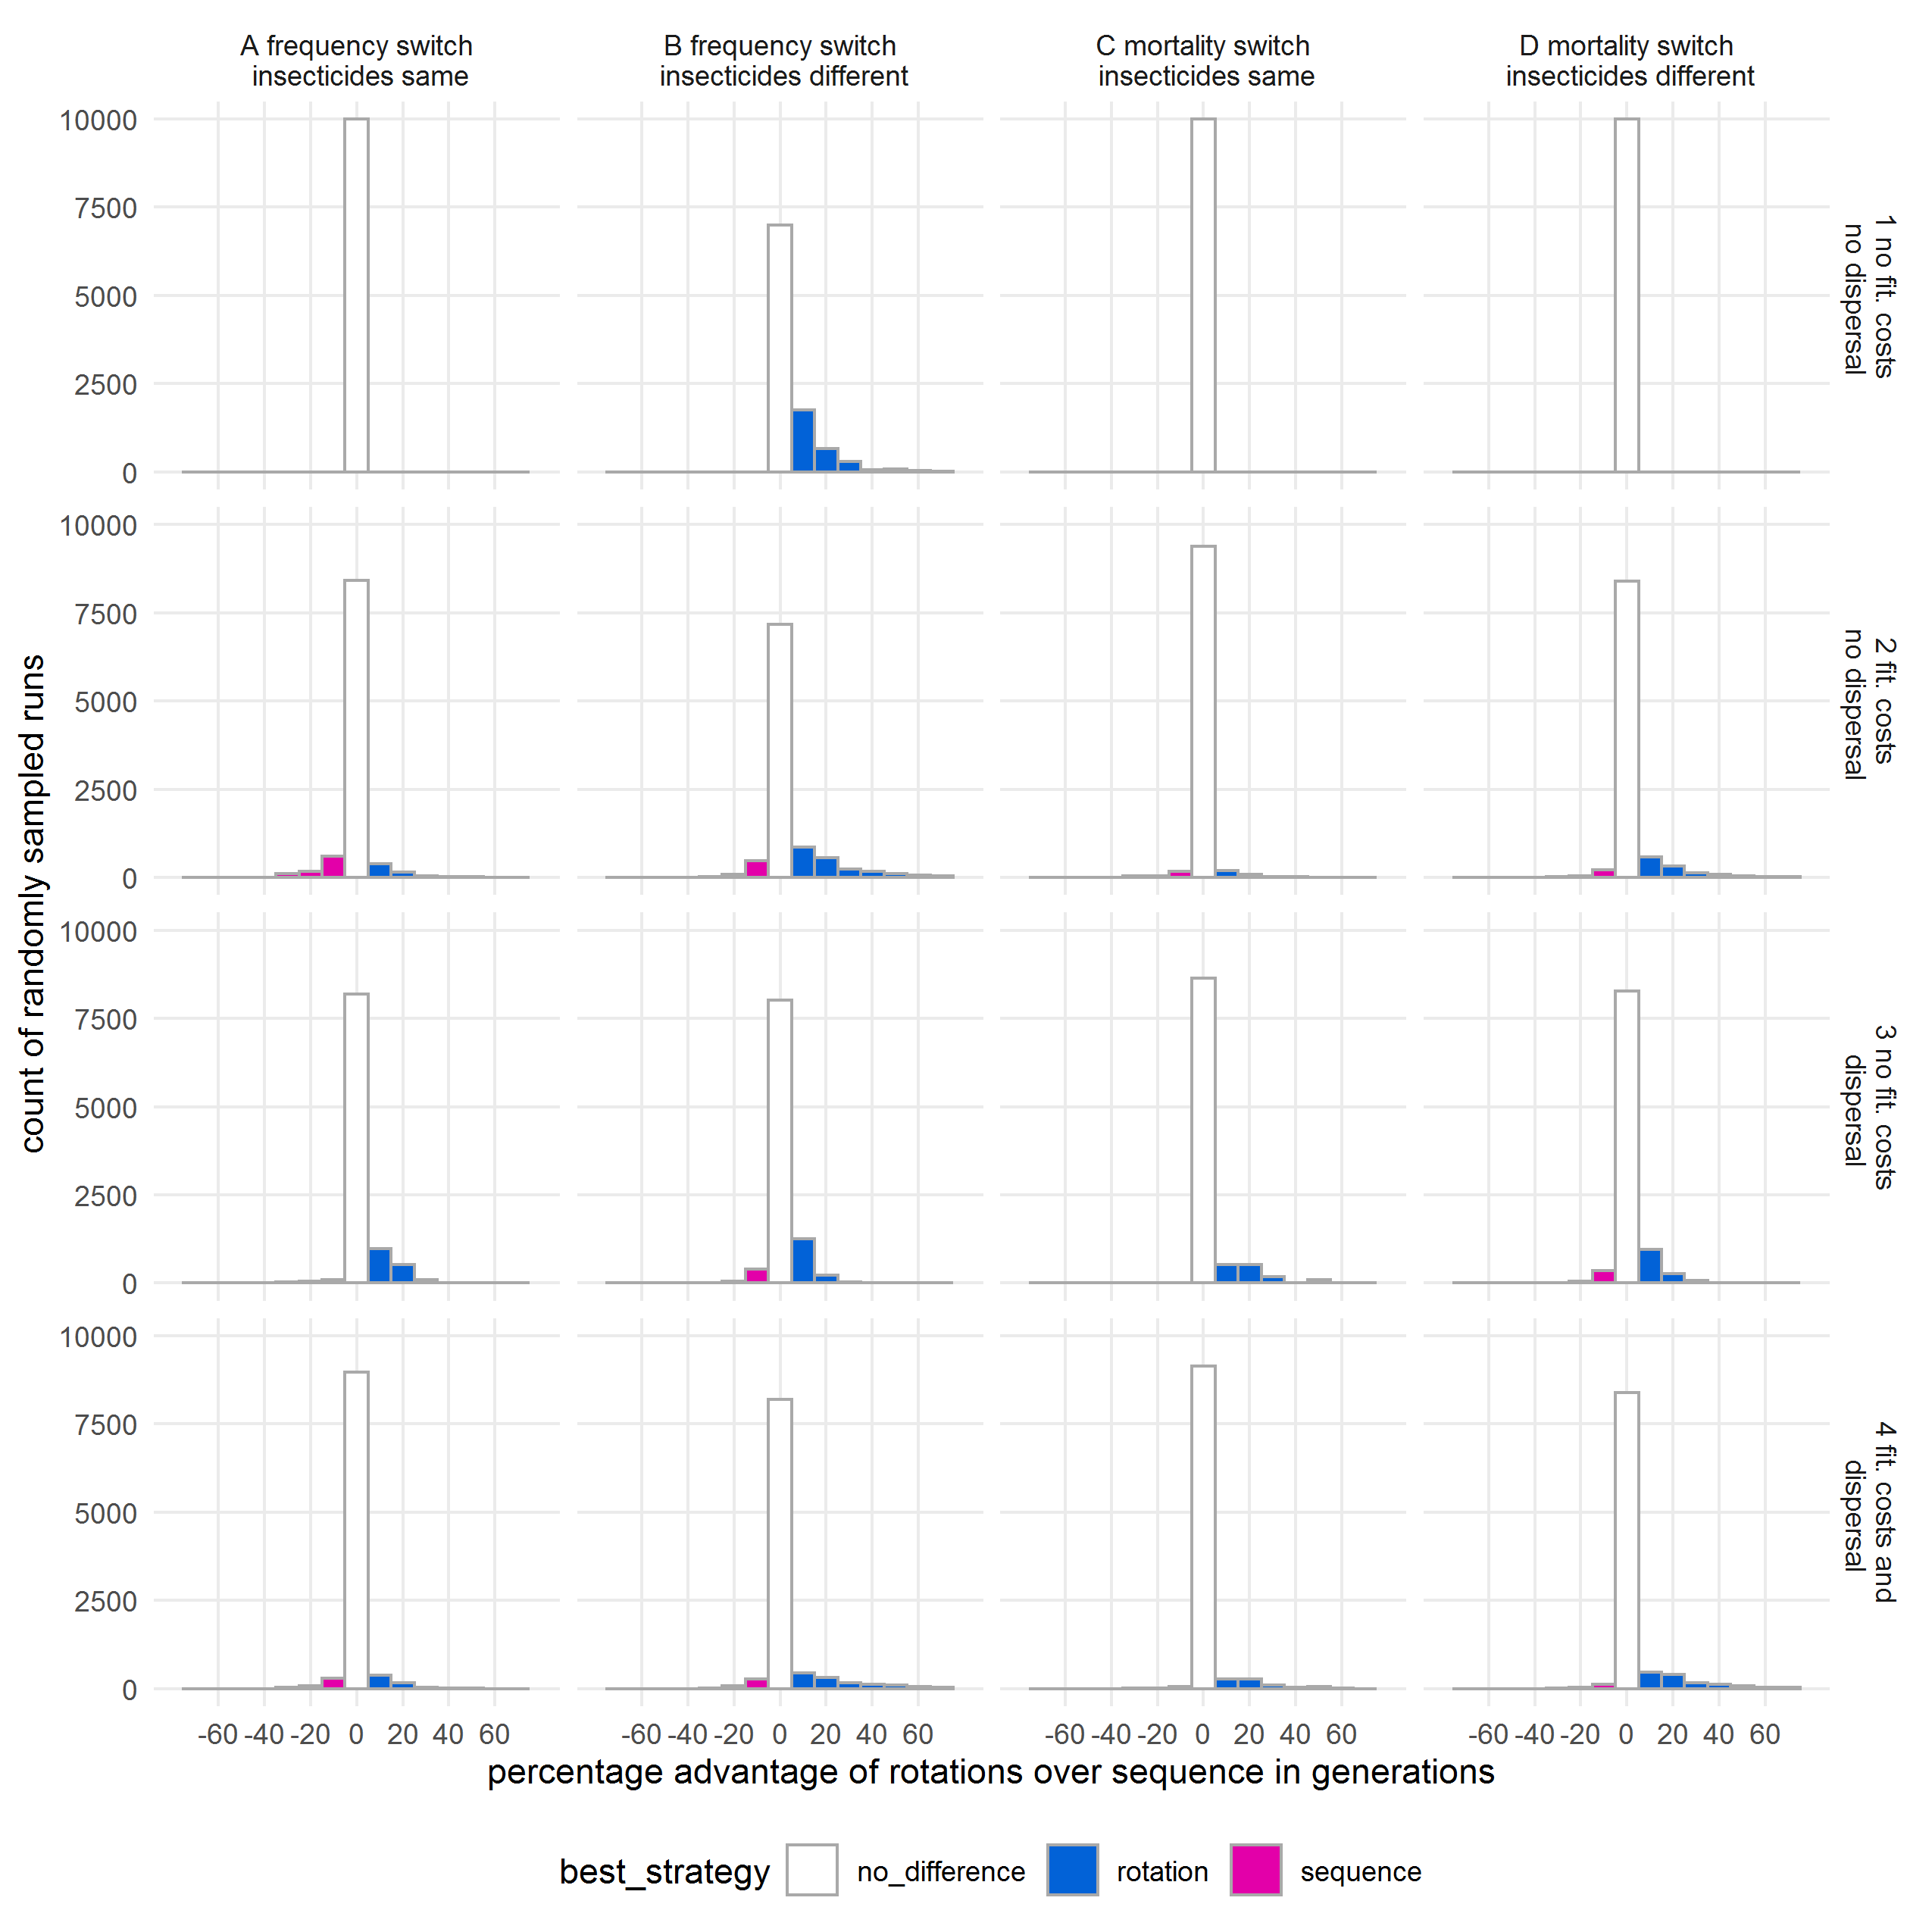 A frequency switch
insecticides same
B frequency switch
insecticides different
C mortality switch
insecticides same
D mortality switch
insecticides different
10000
7500
5000
2500
0
1 no fit. costs
no dispersal
10000
7500
5000
2500
0
2 fit. costs
no dispersal
10000
7500
5000
2500
0
3 no fit. costs
dispersal
10000
7500
5000
2500
0
4 fit. costs and
dispersal
count of randomly sampled runs
-60 -40 -20 0 20 40 60
-60 -40 -20 0 20 40 60
-60 -40 -20 0 20 40 60
-60 -40 -20 0 20 40 60
percentage advantage of rotations over sequence in generations
best_strategy no_difference rotation sequence